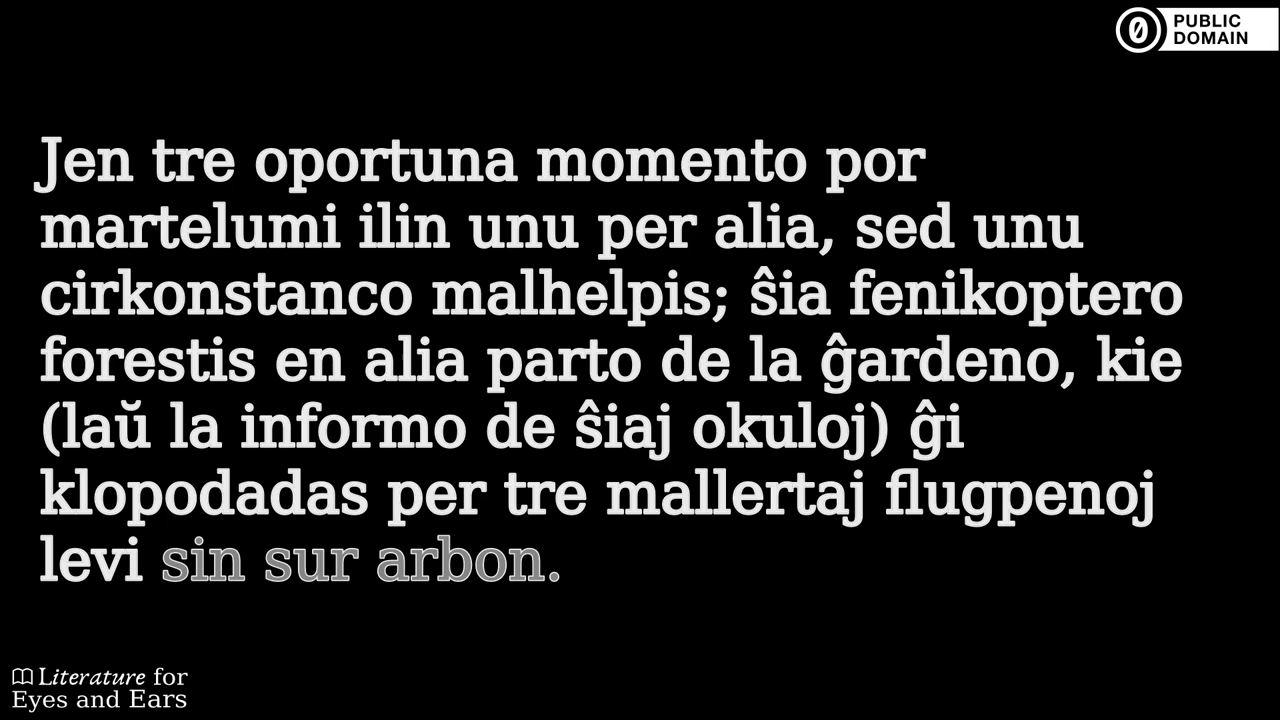 PUBLIC
DOMAIN
Jen tre oportuna momento por
martelumi ilin unu per alia, sed unu
cirkonstanco malhelpis; ŝia fenikoptero
forestis en alia parto de la ĝardeno, kie
(laŭ la informo de ŝiaj okuloj) ĝi
klopodadas per tre mallertaj flugpenoj
levi sin sur arbon.
Literature for
Eyes and Ears